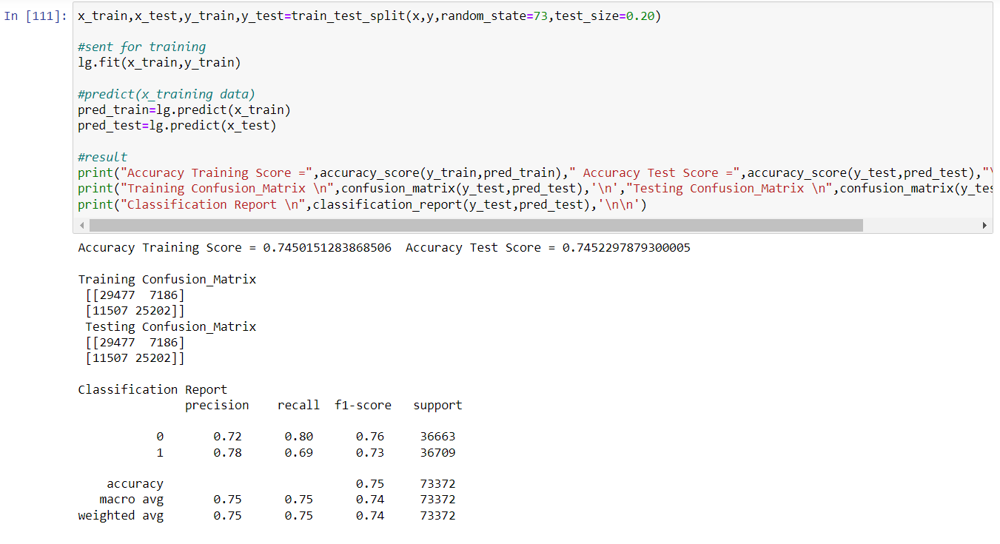 In [111]: x_train,x_test,y_train,y_test=train_test_split(x,y,random_state=73,test_size=0.20)
#sent for training
lg.fit(x_train,y_train)
#predict(x_training data)
pred_train=lg.predict(x_train)
pred_test=lg.predict(x_test)
#result
print("Accuracy Training Score =",accuracy_score(y_train,pred_train)," Accuracy Test Score =",accuracy_score(y_test,pred_test),"\
print("Training Confusion_Matrix \n",confusion_matrix(y_test,pred_test),'\n',"Testing Confusion_Matrix \n",confusion_matrix(y_tes
print("Classification Report \n",classification_report(y_test,pred_test),'\n\n')
Accuracy Training Score = 0.7450151283868506  Accuracy Test Score = 0.7452297879300005
Training Confusion_Matrix
[[29477  7186]
[11507 25202]]
Testing Confusion_Matrix
[[29477  7186]
[11507 25202]]
Classification Report
precision    recall  f1-score   support
0       0.72      0.80      0.76     36663
1       0.78      0.69      0.73     36709
accuracy                           0.75     73372
macro avg       0.75      0.75      0.74     73372
weighted avg       0.75      0.75      0.74     73372